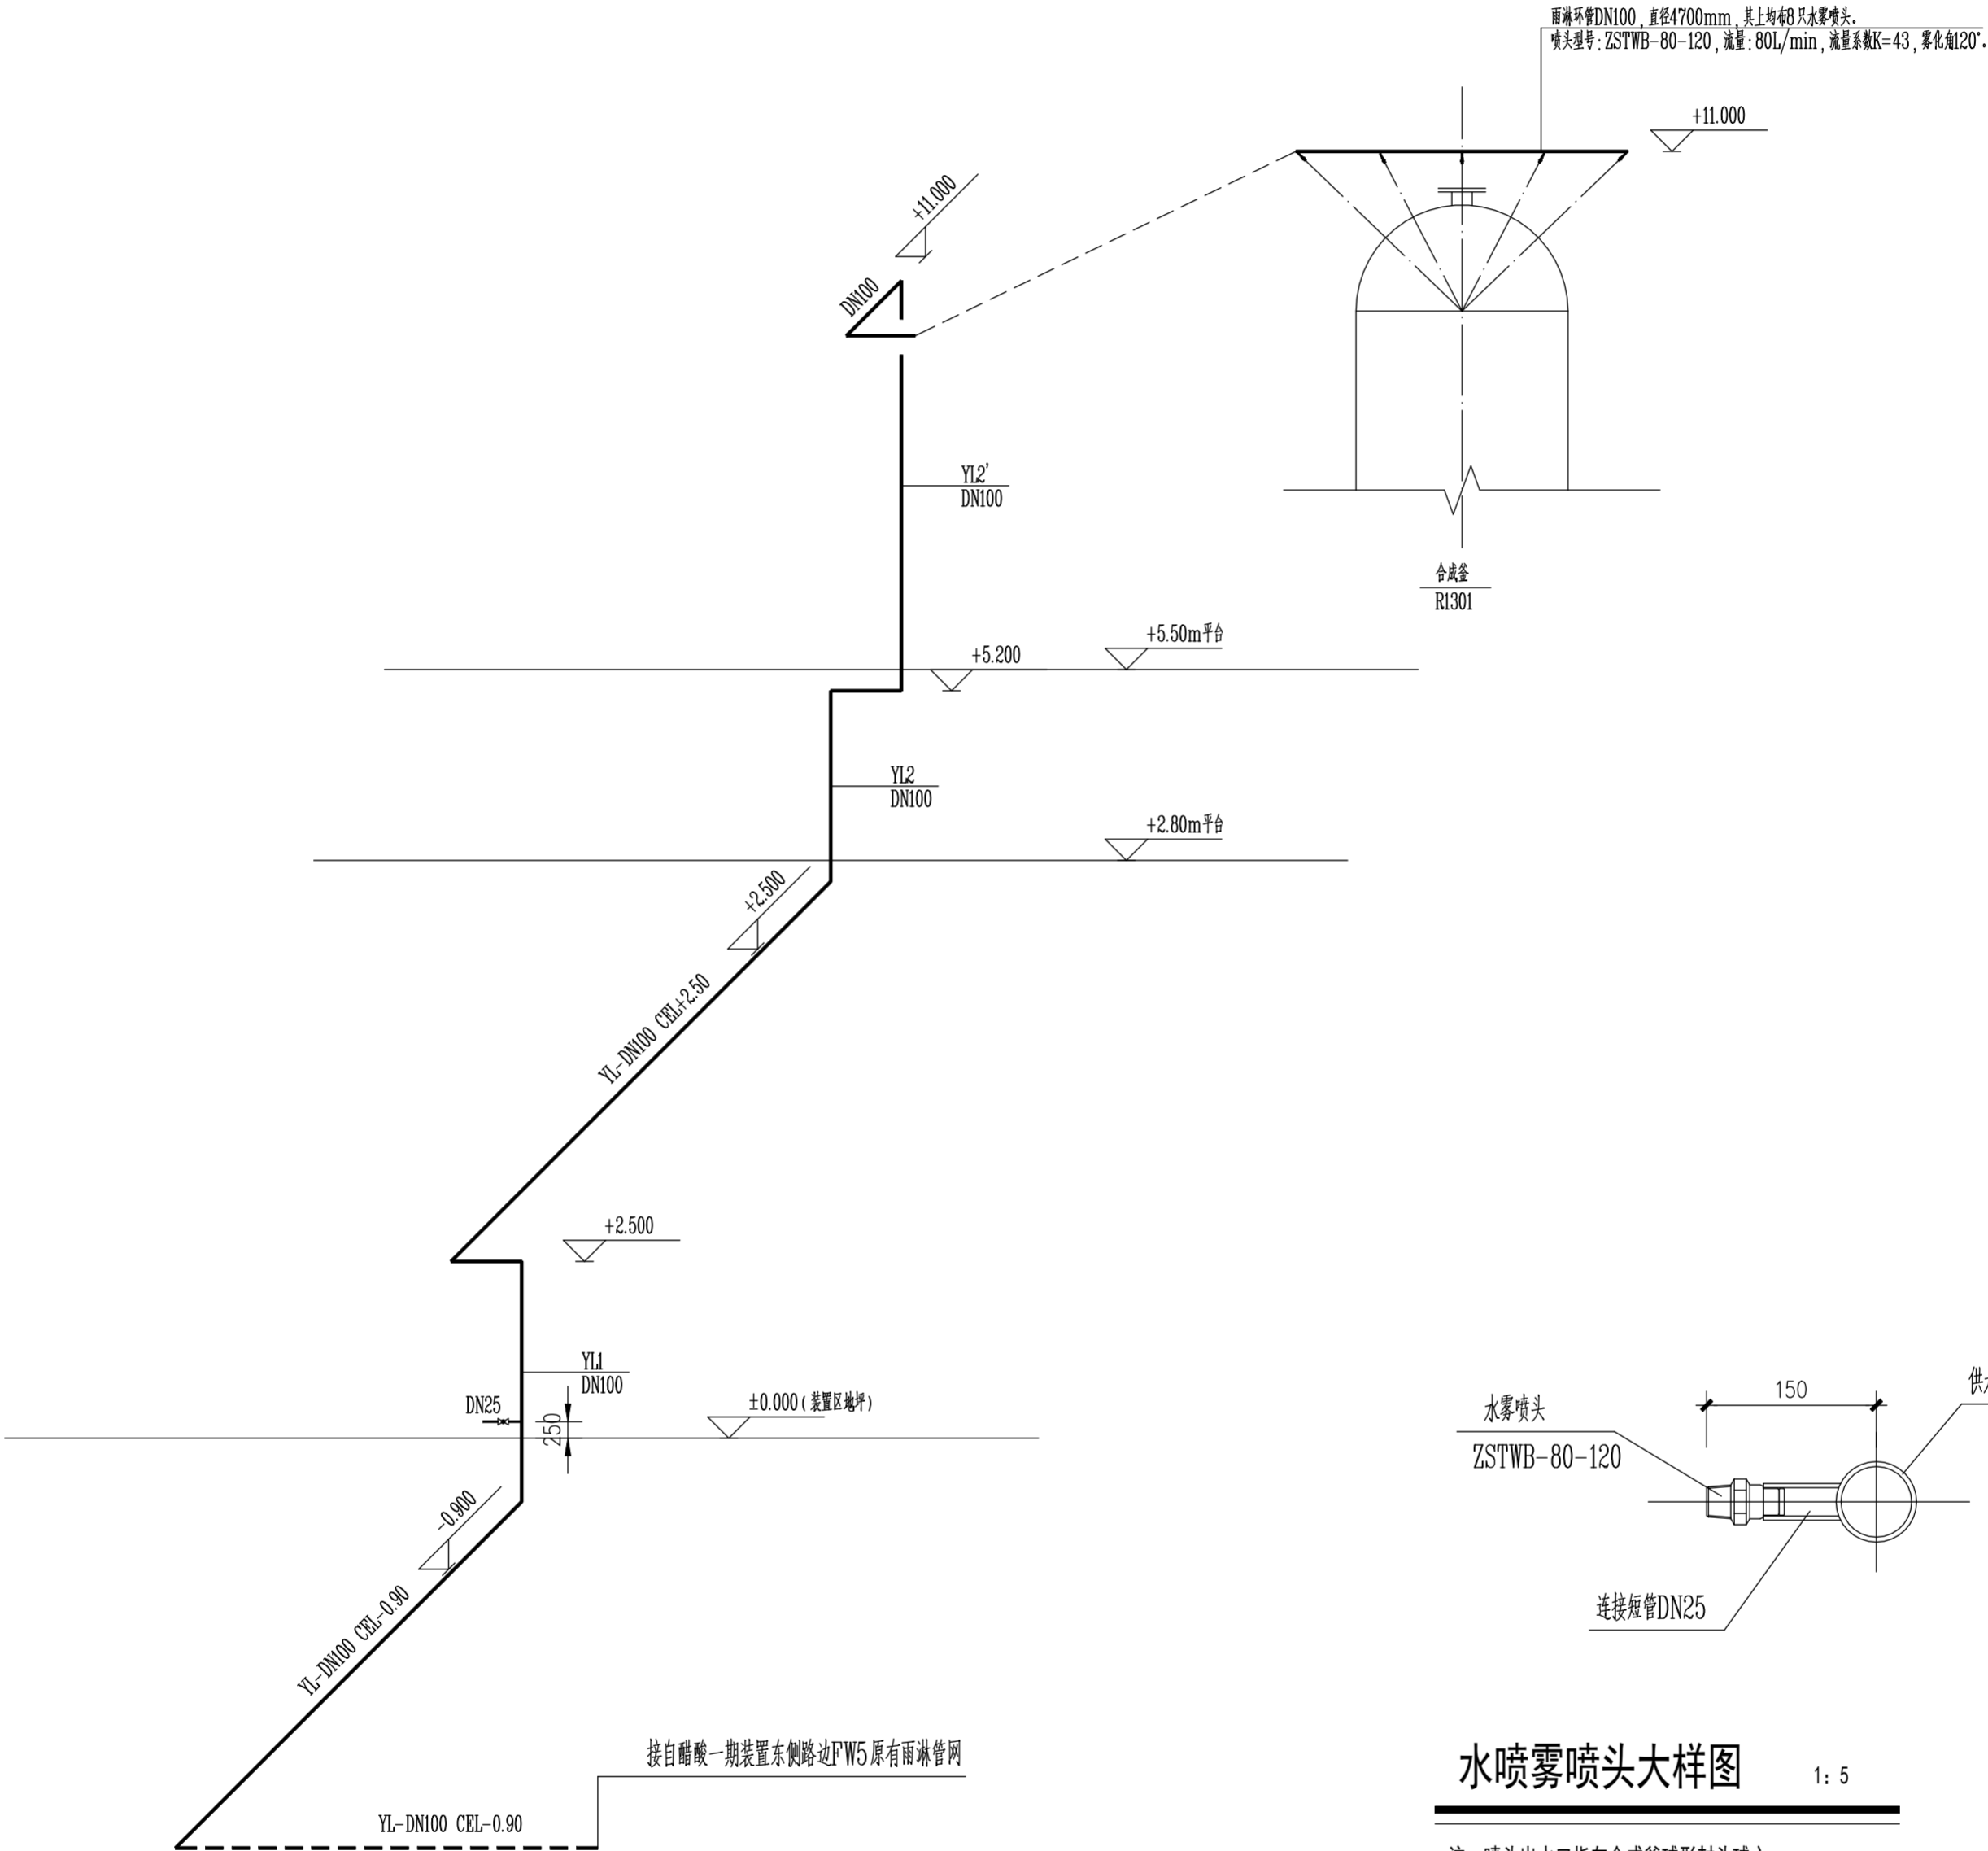 雨淋环管DN100，直径4700mm，其上均布8只水雾喷头。
喷头型号：ZSTWB-80-120，流量：80L/min，流量系数K=43，雾化角120°。
+11.000
+11.000
DN100
YL2'
DN100
合成釜
R1301
+5.50m平台
+5.200
YL2
DN100
+2.80m平台
+2.500
YL-DN100 CEL+2.50
+2.500
YL1
DN100
DN25
250
±0.000（装置区地坪）
-0.900
YL-DN100 CEL-0.90
接自醋酸一期装置东侧路边FW5原有雨淋管网
YL-DN100 CEL-0.90
150
水雾喷头
ZSTWB-80-120
连接短管DN25
水喷雾喷头大样图 1：5